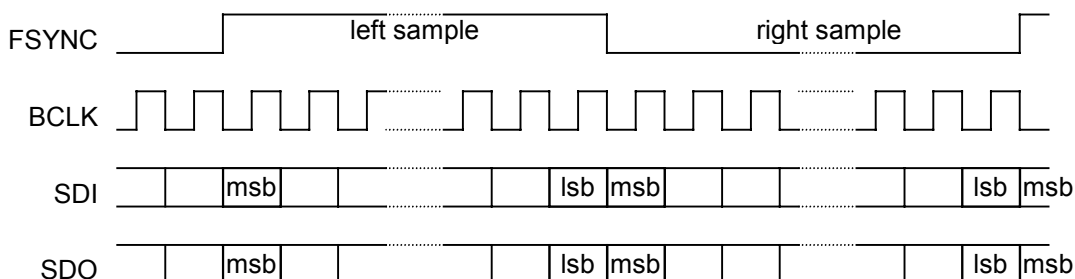 FSYNC left sample right sample
BCLK
SDI msb lsb msb lsb msb
SDO msb lsb msb lsb msb